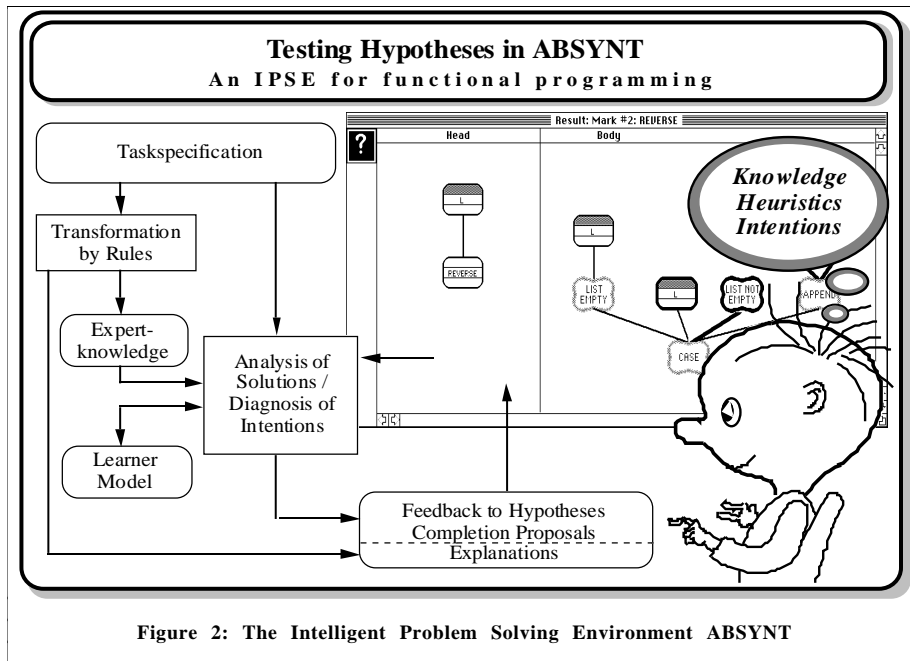 Testing Hypotheses in ABSYNT
An IPSE for functional programming
Result: Mark #2: REVERSE
?
Head
Body
Taskspecification
Transformation
by Rules
Expert-
knowledge
Analysis of
Solutions /
Diagnosis of
Intentions
Learner
Model
L
REVERSE
L
LIST
EMPTY
L
LIST NOT
EMPTY
APPEND
CASE
Knowledge
Heuristics
Intentions
Feedback to Hypotheses
Completion Proposals
Explanations
Figure 2: The Intelligent Problem Solving Environment ABSYNT